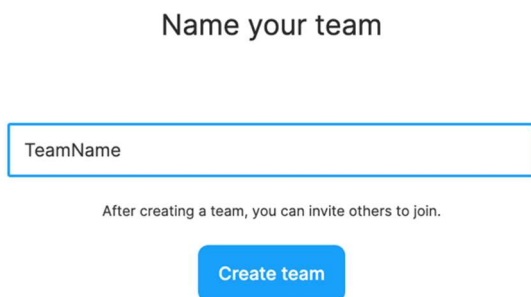 Name your team
TeamName
After creating a team, you can invite others to join.
Create team